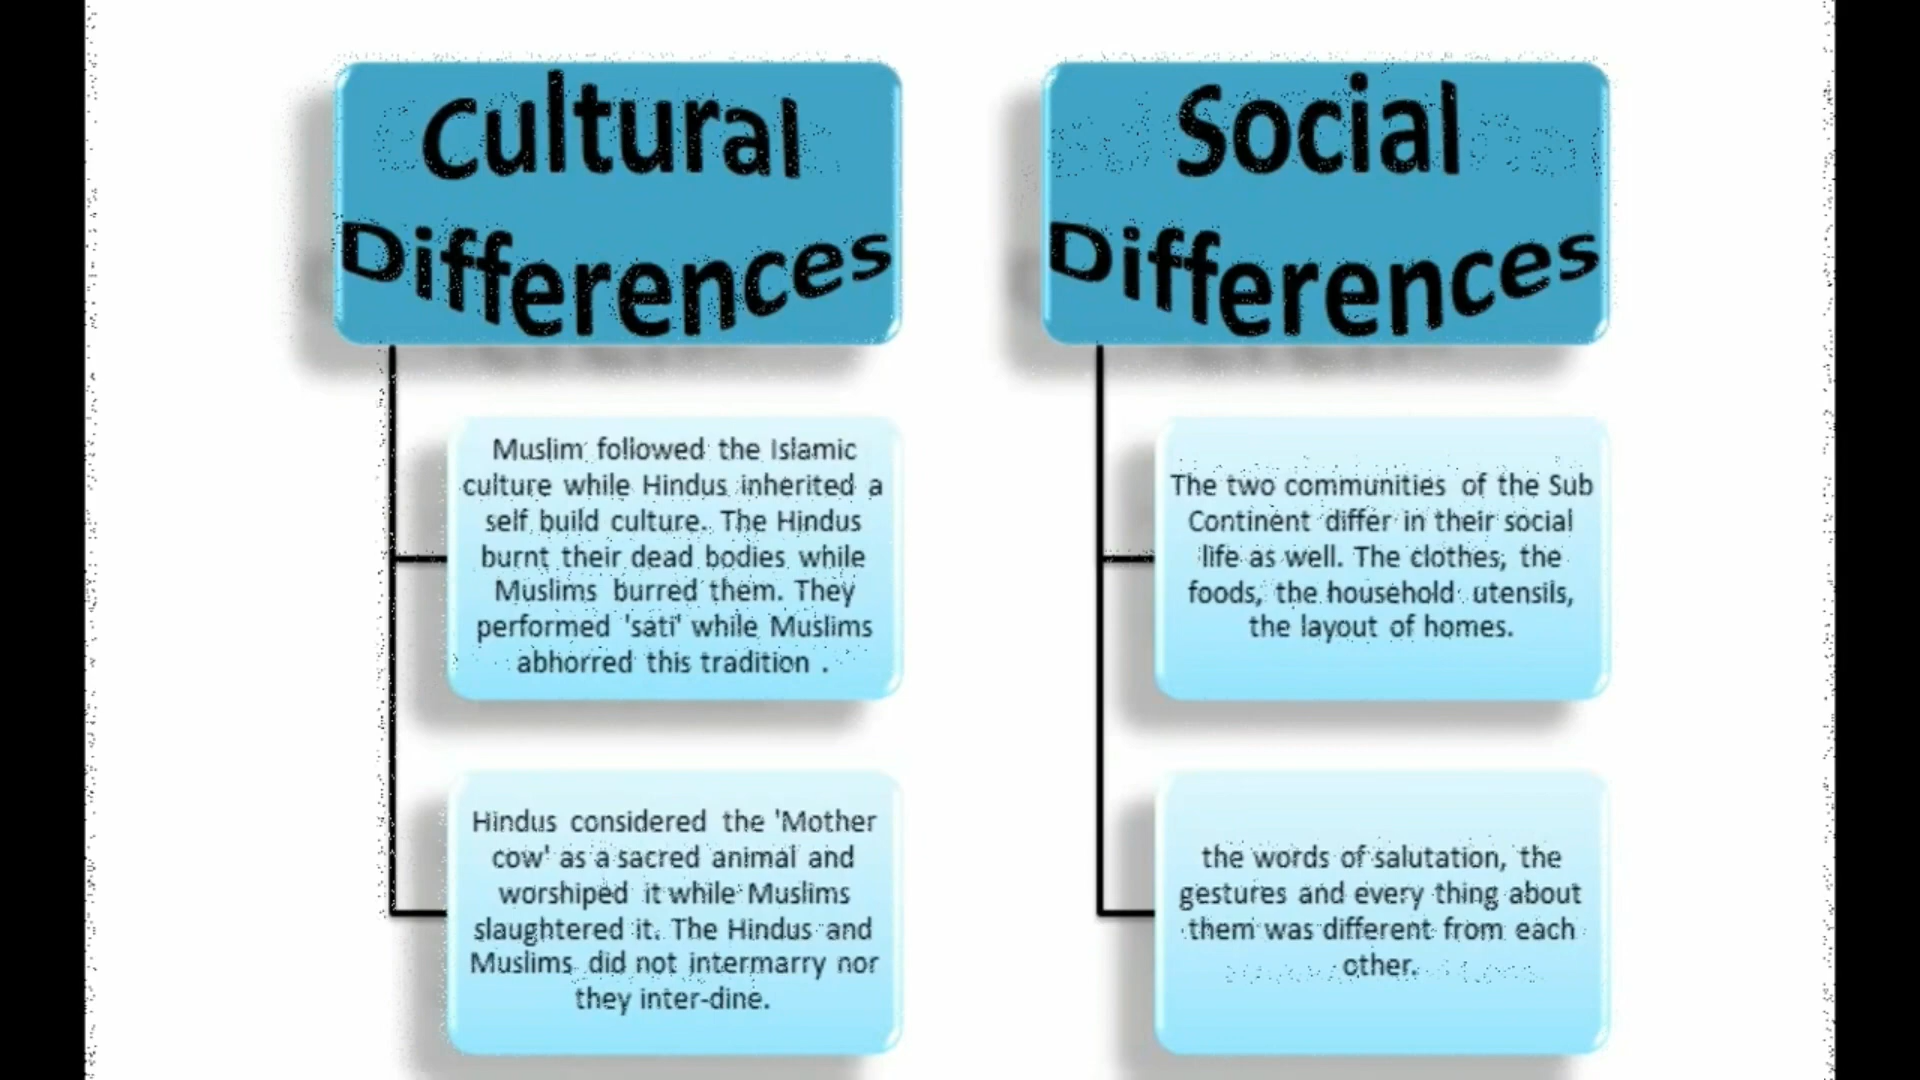 Cultural
Differences
Muslim followed the Islamic
culture while Hindus inherited a
self build culture. The Hindus
burnt their dead bodies while
Muslims burred them. They
performed 'sati' while Muslims
abhorred this tradition .
Hindus considered the 'Mother
cow' as a sacred animal and
worshiped it while Muslims
slaughtered it. The Hindus and
Muslims did not intermarry nor
they inter-dine.
Social
Differences
The two communities of the Sub
Continent differ in their social
life as well. The clothes, the
foods, the household utensils,
the layout of homes.
the words of salutation, the
gestures and every thing about
them was different from each
other.